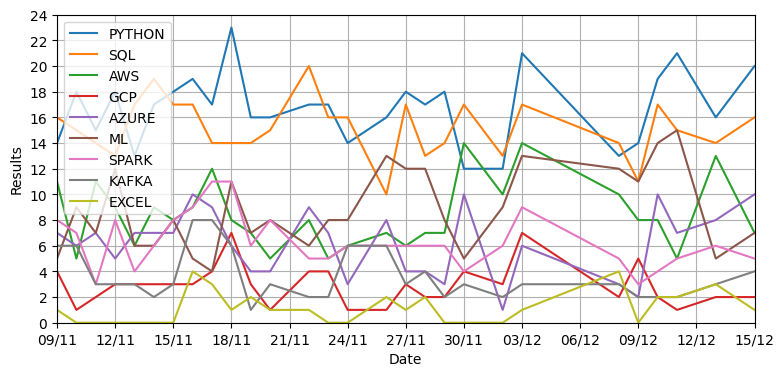 24
22
20
18
16
14
12
10
8
6
4
2
0
Results
PYTHON
SQL
AWS
GCP
AZURE
ML
SPARK
KAFKA
EXCEL
09/11 12/11 15/11 18/11 21/11 24/11 27/11 30/11 03/12 06/12 09/12 12/12 15/12
Date